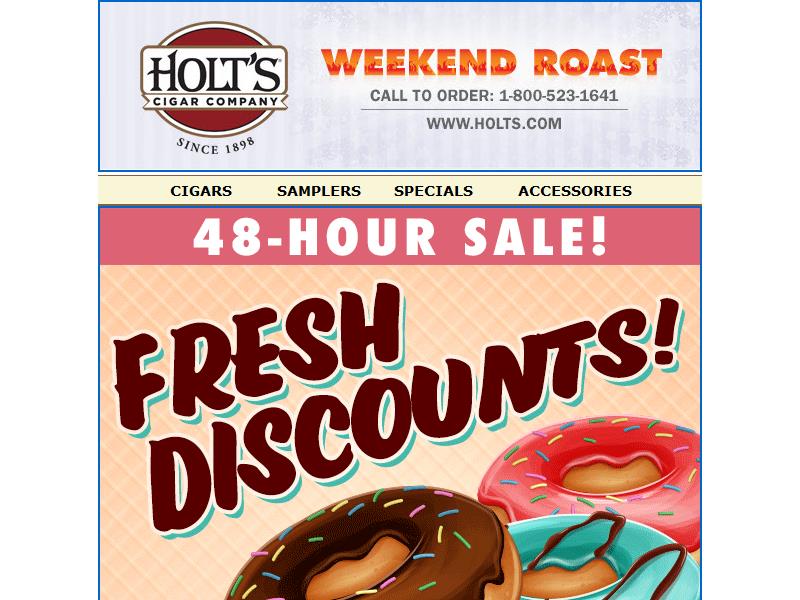 HOLT'S
CIGAR COMPANY
SINCE 1898
WEEKEND ROAST
CALL TO ORDER: 1-800-523-1641
WWW.HOLTS.COM
CIGARS SAMPLERS SPECIALS ACCESSORIES
48-HOUR SALE!
FRESH
DISCOUNTS!